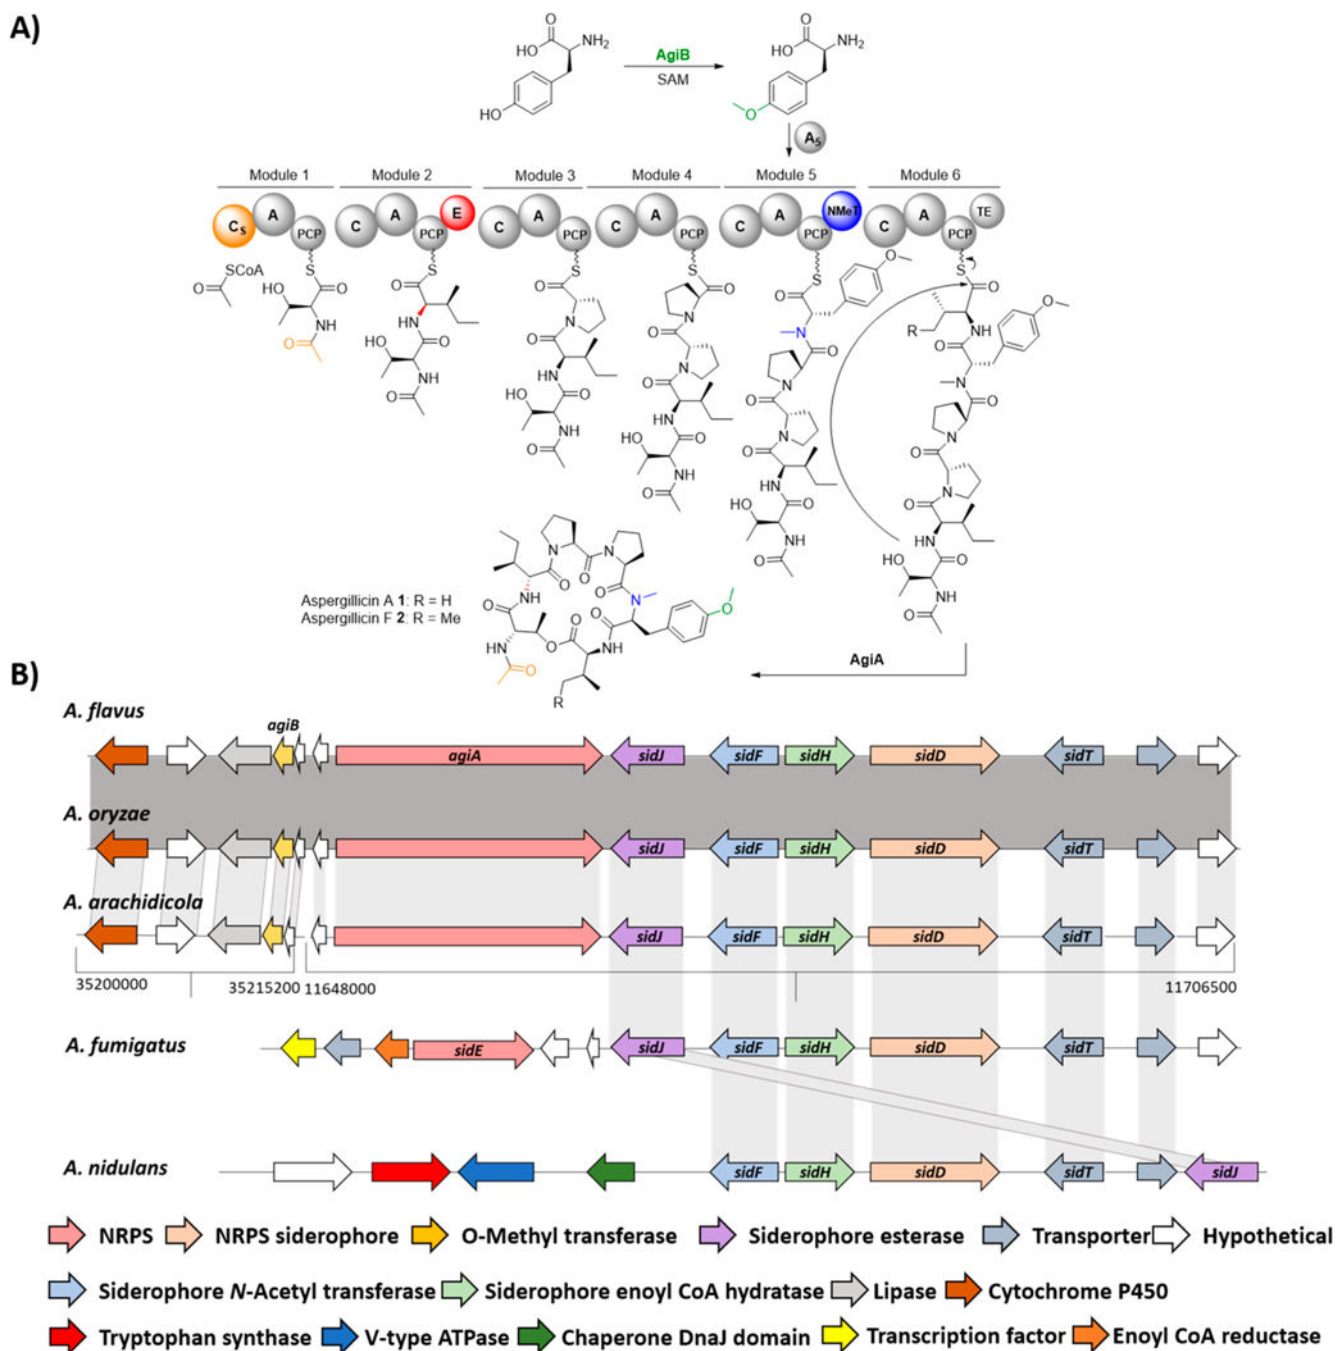 A)
AgiB
SAM
A5
Module 1 Module 2 Module 3 Module 4 Module 5 Module 6
Cs A PCP C A PCP E C A PCP C A PCP C A PCP NMeT C A PCP TE
SCoA
Aspergillicin A 1: R = H
Aspergillicin F 2: R = Me
AgiA
B)
A. flavus
agiB
agiA sidJ sidF sidH sidD sidT
A. oryzae
sidJ sidF sidH sidD sidT
A. arachidicola
sidJ sidF sidH sidD sidT
35200000 35215200 11648000 11706500
A. fumigatus
sidE sidJ sidF sidH sidD sidT
A. nidulans
sidF sidH sidD sidT sidJ
NRPS NRPS siderophore O-Methyl transferase Siderophore esterase Transporter Hypothetical
Siderophore N-Acetyl transferase Siderophore enoyl CoA hydratase Lipase Cytochrome P450
Tryptophan synthase V-type ATPase Chaperone DnaJ domain Transcription factor Enoyl CoA reductase